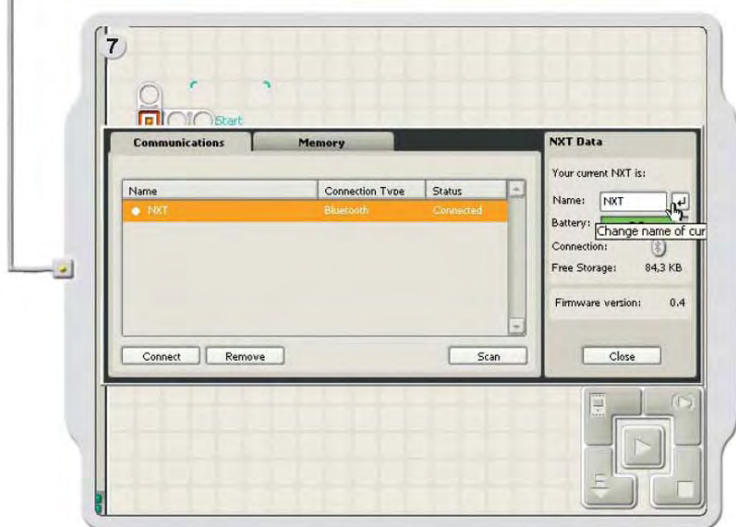 7
Start
Communications Memory
Name Connection Type Status
NXT Bluetooth Connected
Connect Remove Scan
NXT Data
Your current NXT is:
Name: NXT
Battery:
Change name of cur
Connection:
Free Storage: 84,3 KB
Firmware version: 0.4
Close